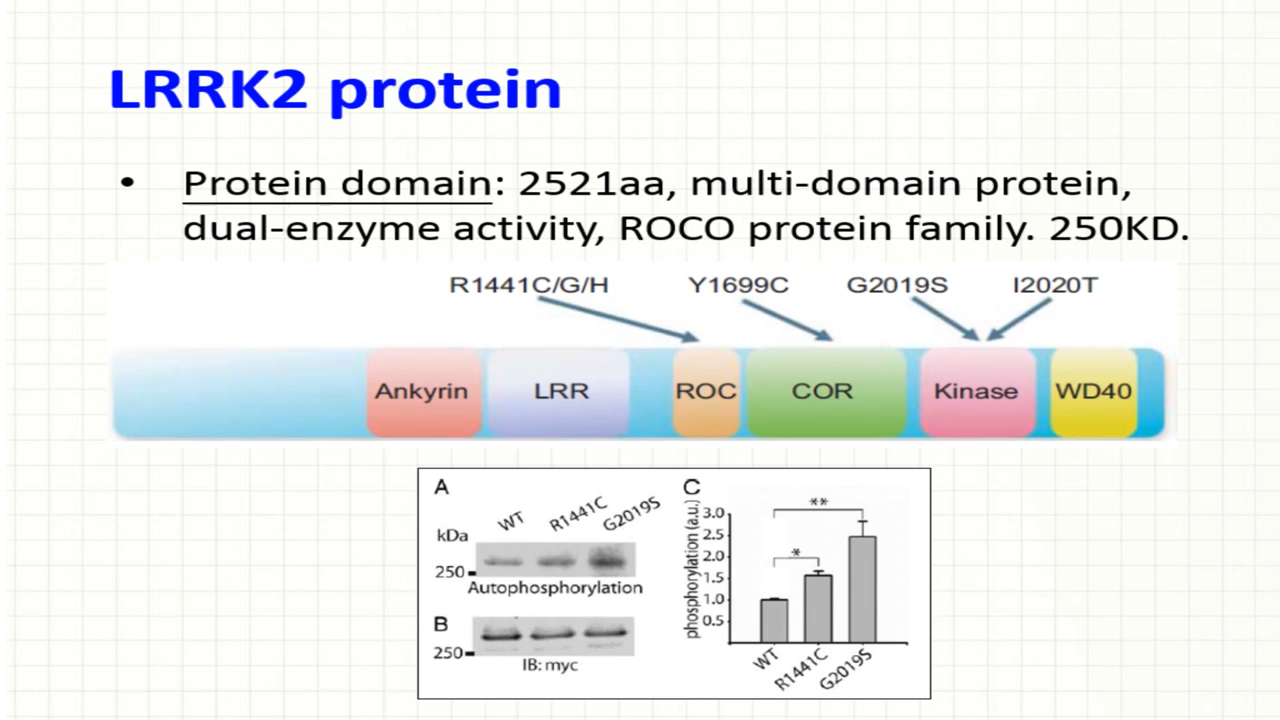 LRRK2 protein
• Protein domain: 2521aa, multi-domain protein,
dual-enzyme activity, ROCO protein family. 250KD.
R1441C/G/H Y1699C G2019S I2020T
Ankyrin LRR ROC COR Kinase WD40
A
WT R1441C G2019S
kDa
250
Autophosphorylation
B
250
IB: myc
C
phosphorylation (a.u.)
3.0
2.5
2.0
1.5
1.0
0.5
**
*
WT R1441C G2019S